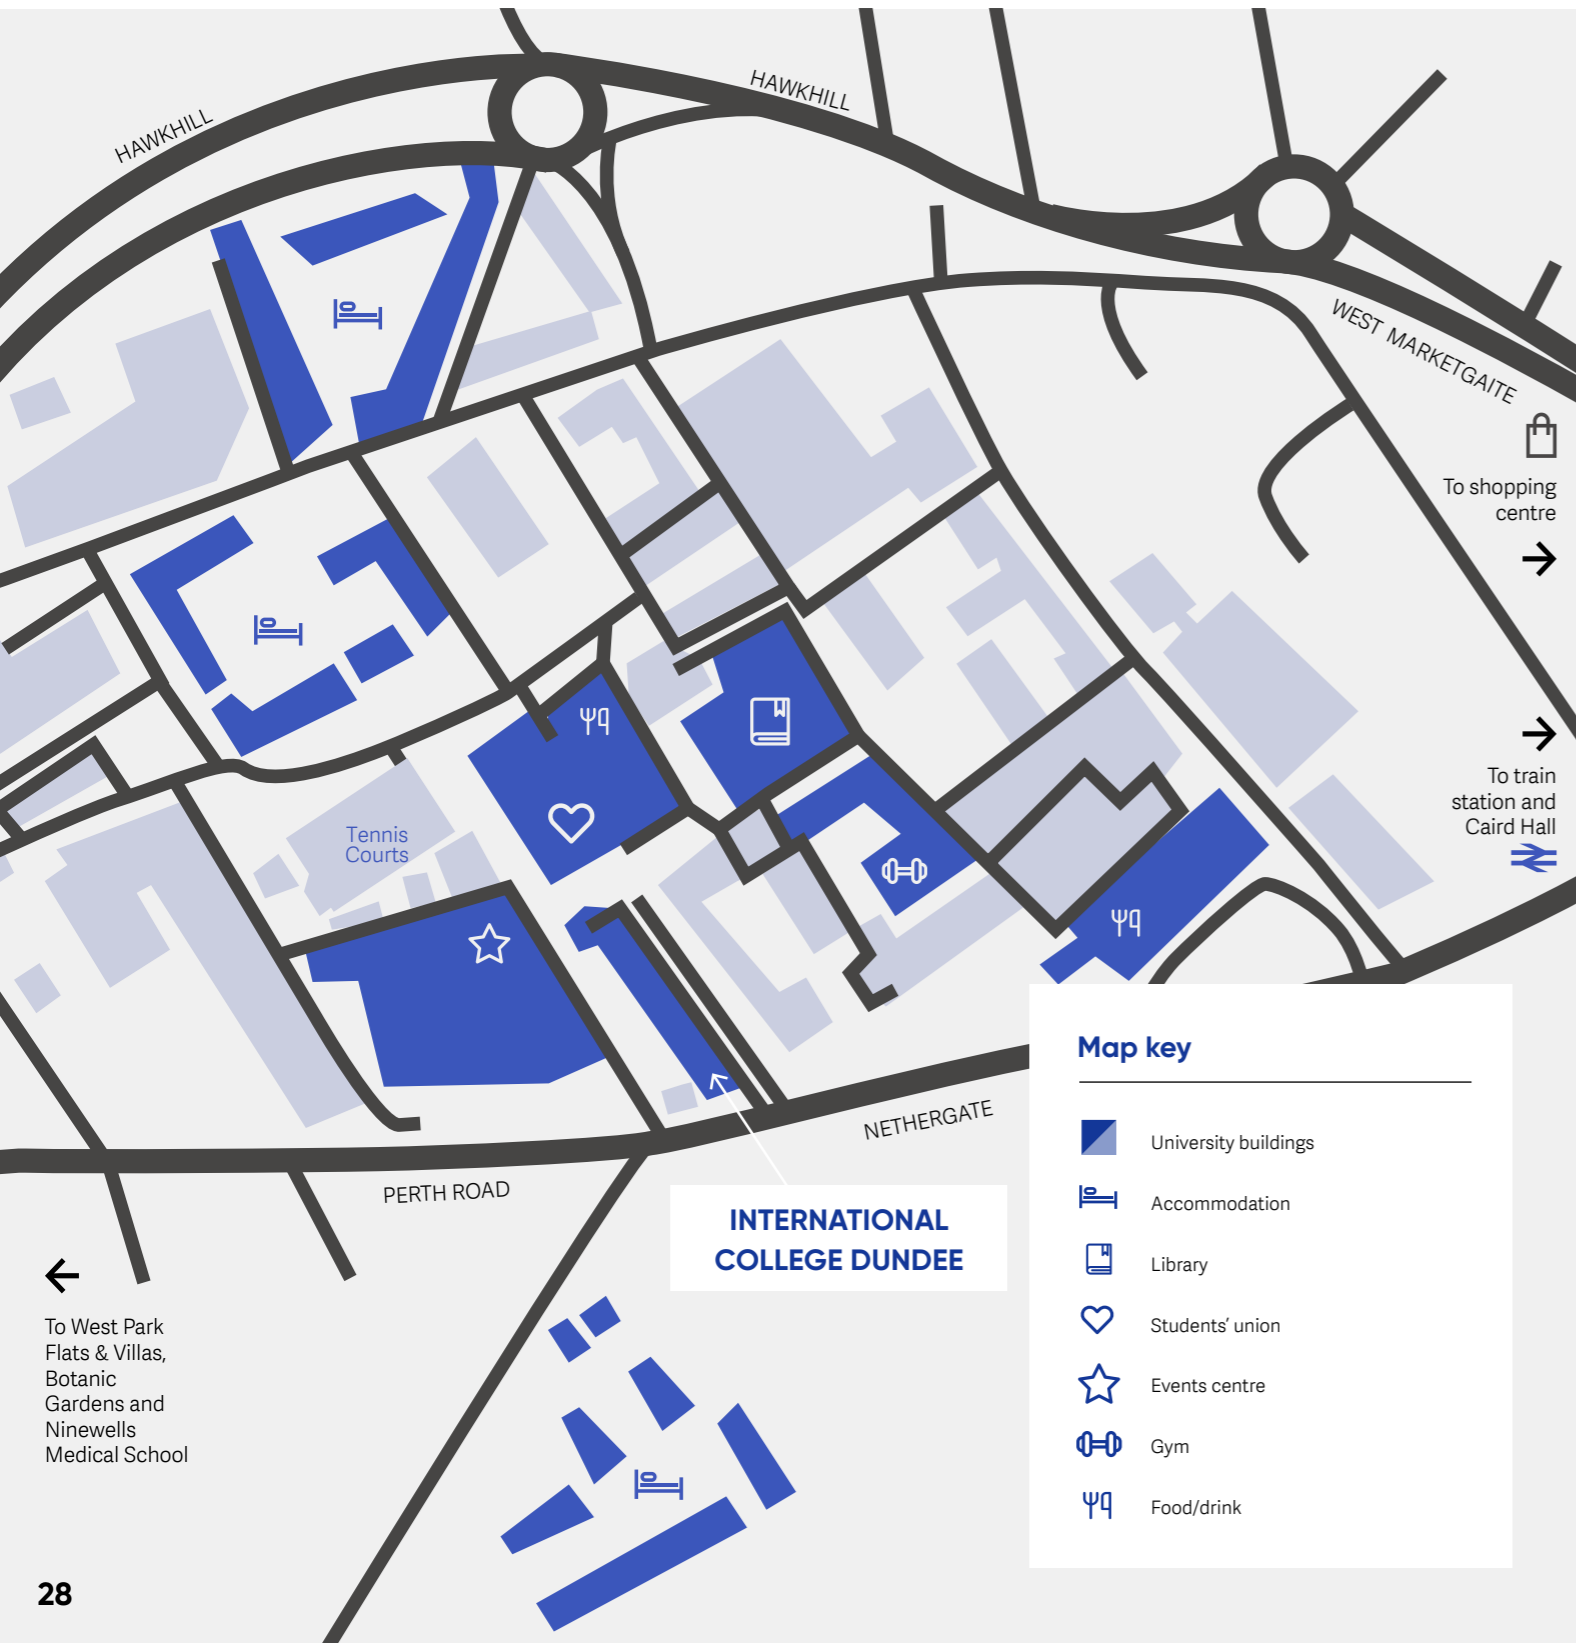 HAWKHILL
HAWKHILL
WEST MARKETGAITE
To shopping
centre
To train
station and
Caird Hall
Tennis
Courts
NETHERGATE
PERTH ROAD
INTERNATIONAL
COLLEGE DUNDEE
To West Park
Flats & Villas,
Botanic
Gardens and
Ninewells
Medical School
Map key
University buildings
Accommodation
Library
Students’ union
Events centre
Gym
Food/drink
28